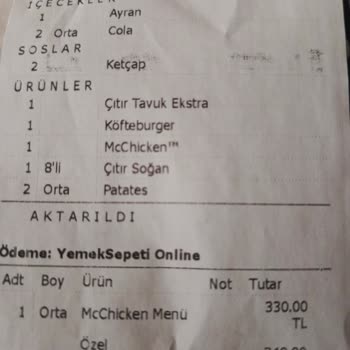 İÇECEKLER
1 Ayran
2 Orta Cola
SOSLAR
2 Ketçap
ÜRÜNLER
1 Çıtır Tavuk Ekstra
1 Köfteburger
1 McChicken™
1 8'li Çıtır Soğan
2 Orta Patates
AKTARILDI
Ödeme: YemekSepeti Online
Adt Boy Ürün Not Tutar
1 Orta McChicken Menü 330.00
TL
Özel